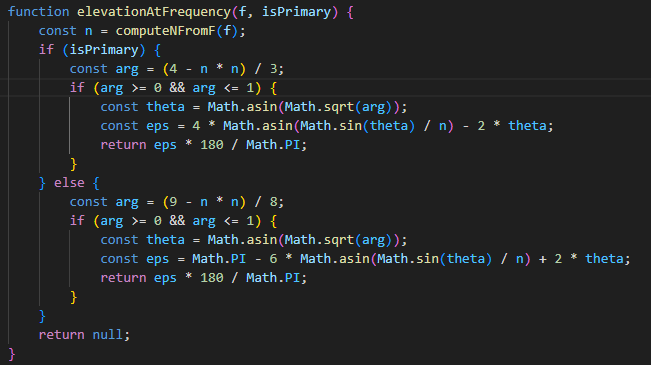 function elevationAtFrequency(f, isPrimary) {
    const n = computeNFromF(f);
    if (isPrimary) {
        const arg = (4 - n * n) / 3;
        if (arg >= 0 && arg <= 1) {
            const theta = Math.asin(Math.sqrt(arg));
            const eps = 4 * Math.asin(Math.sin(theta) / n) - 2 * theta;
            return eps * 180 / Math.PI;
        }
    } else {
        const arg = (9 - n * n) / 8;
        if (arg >= 0 && arg <= 1) {
            const theta = Math.asin(Math.sqrt(arg));
            const eps = Math.PI - 6 * Math.asin(Math.sin(theta) / n) + 2 * theta;
            return eps * 180 / Math.PI;
        }
    }
    return null;
}